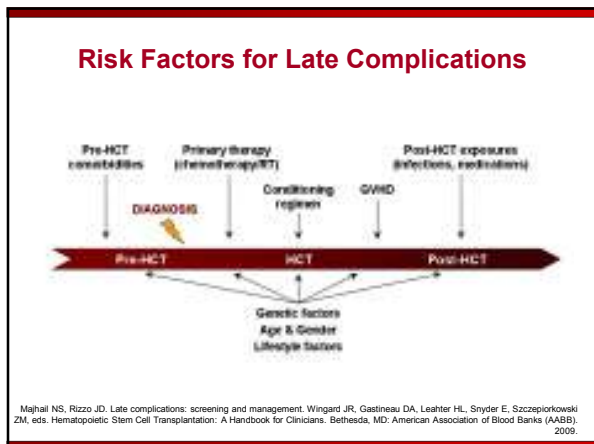 Risk Factors for Late Complications
Pre-HCT
comorbidities
Primary therapy
(chemotherapy/RT)
Post-HCT exposures
(infections, medications)
Conditioning
regimen
GVHD
DIAGNOSIS
Pre-HCT
HCT
Post-HCT
Genetic factors
Age & Gender
Lifestyle factors
Majhail NS, Rizzo JD. Late complications: screening and management. Wingard JR, Gastineau DA, Leahter HL, Snyder E, Szczepiorkowski
ZM, eds. Hematopoietic Stem Cell Transplantation: A Handbook for Clinicians. Bethesda, MD: American Association of Blood Banks (AABB).
2009.